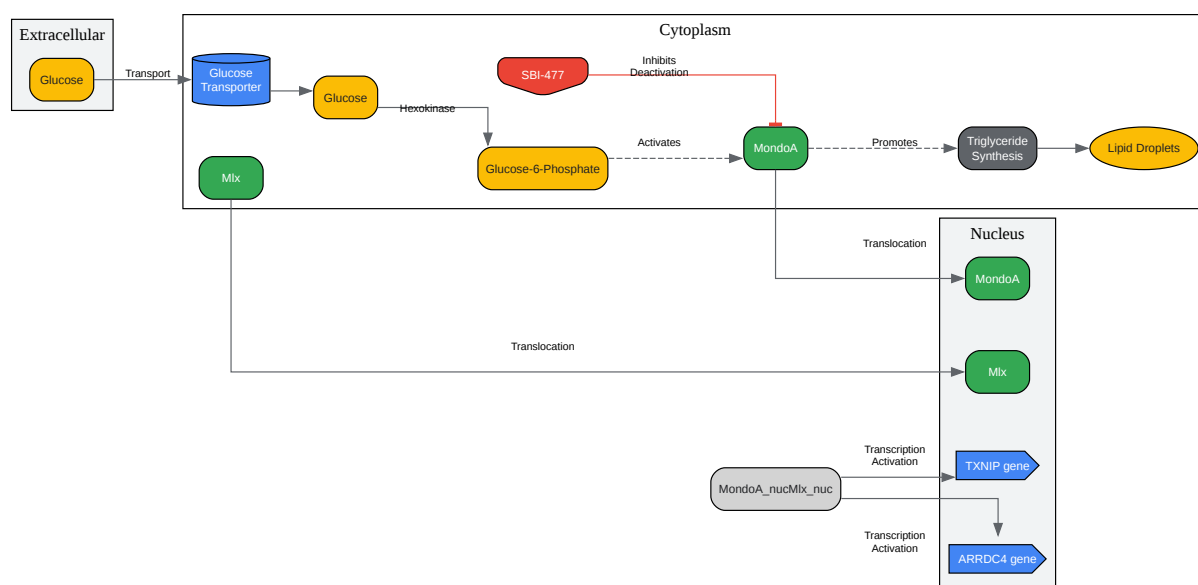 Extracellular
Cytoplasm
Glucose
Transport
Glucose
Transporter
Glucose
Hexokinase
SBI-477
Inhibits
Deactivation
Mlx
Glucose-6-Phosphate
Activates
MondoA
Promotes
Triglyceride
Synthesis
Lipid Droplets
Nucleus
Translocation
MondoA
Translocation
Mlx
Transcription
Activation
TXNIP gene
MondoA_nucMlx_nuc
Transcription
Activation
ARRDC4 gene